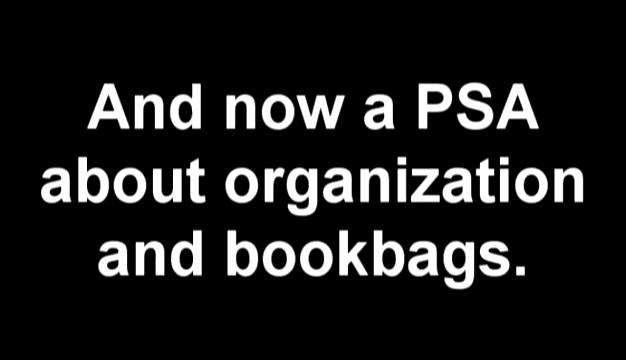 And now a PSA
about organization
and bookbags.